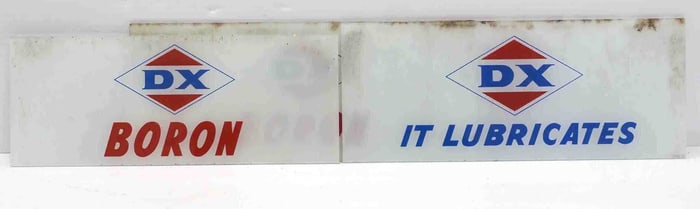 DX
BORON
DX
IT LUBRICATES